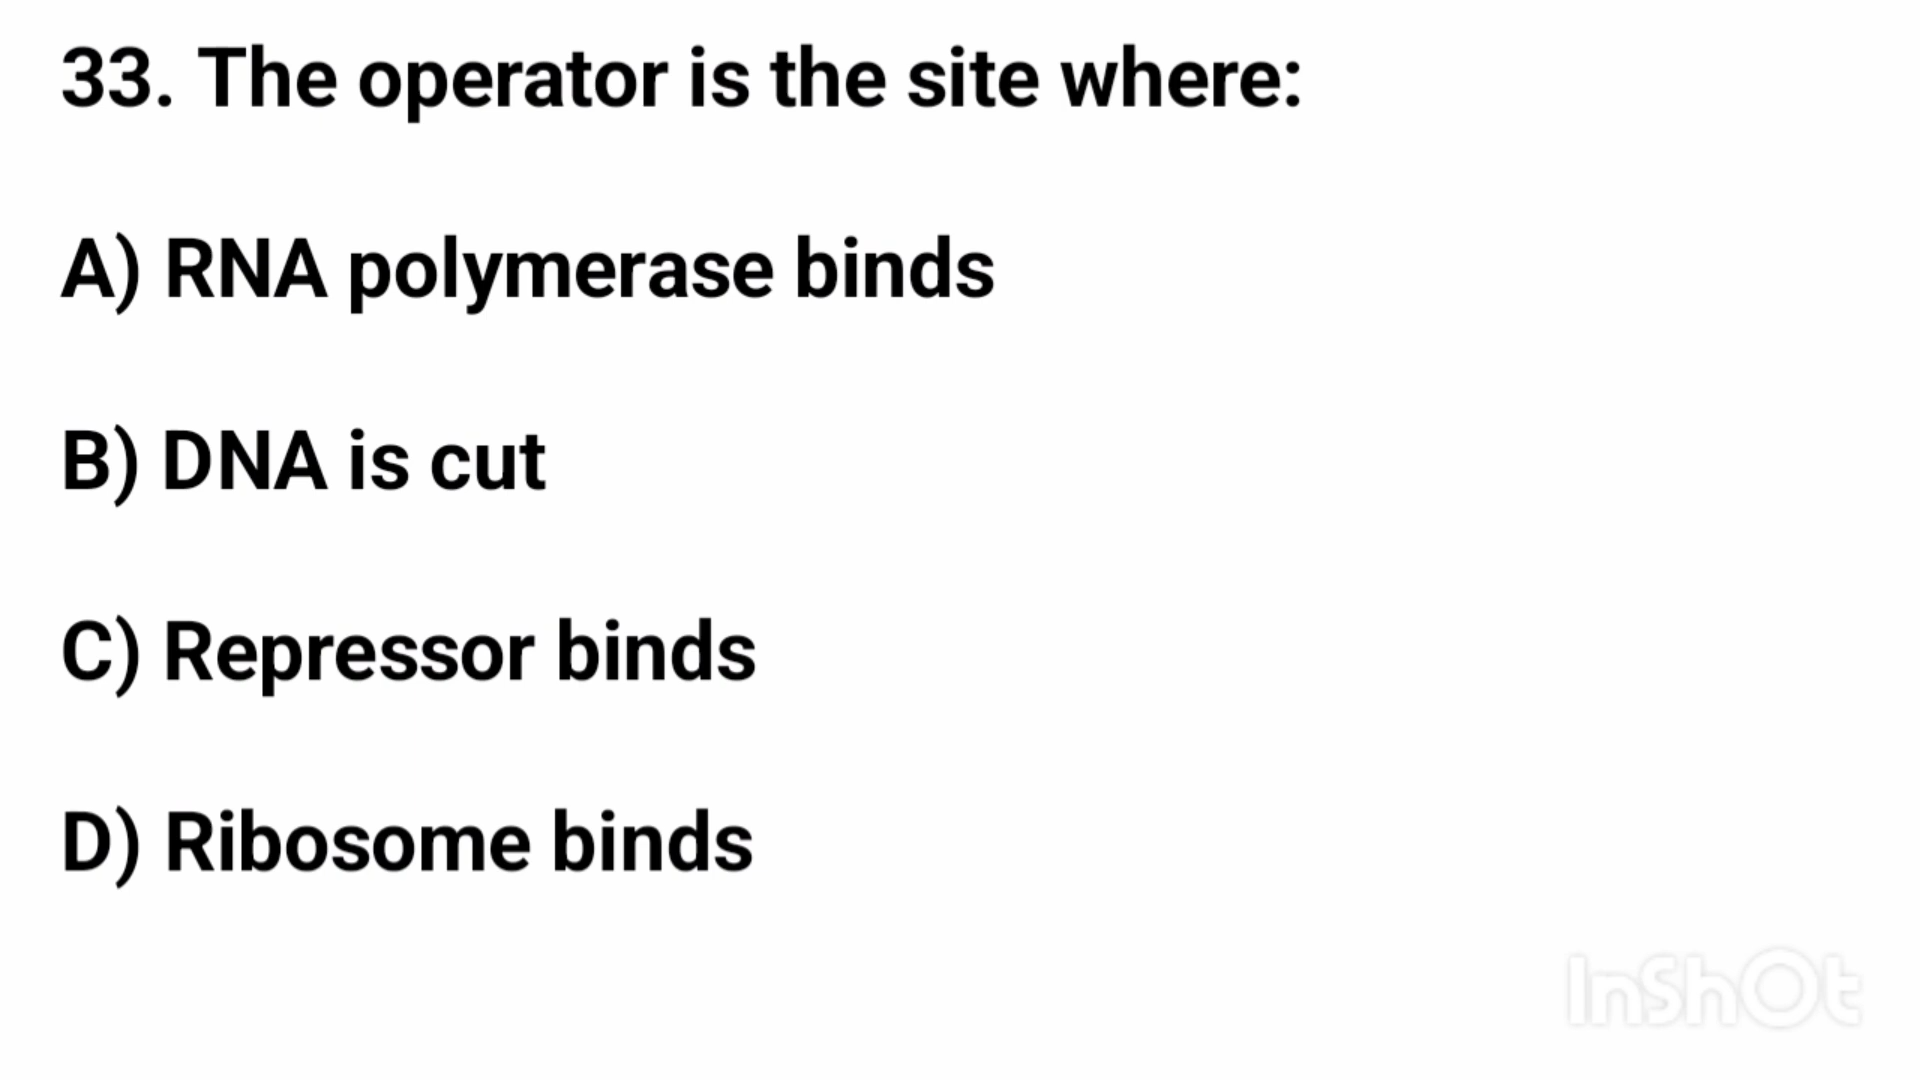 33. The operator is the site where:
A) RNA polymerase binds
B) DNA is cut
C) Repressor binds
D) Ribosome binds
InShOt